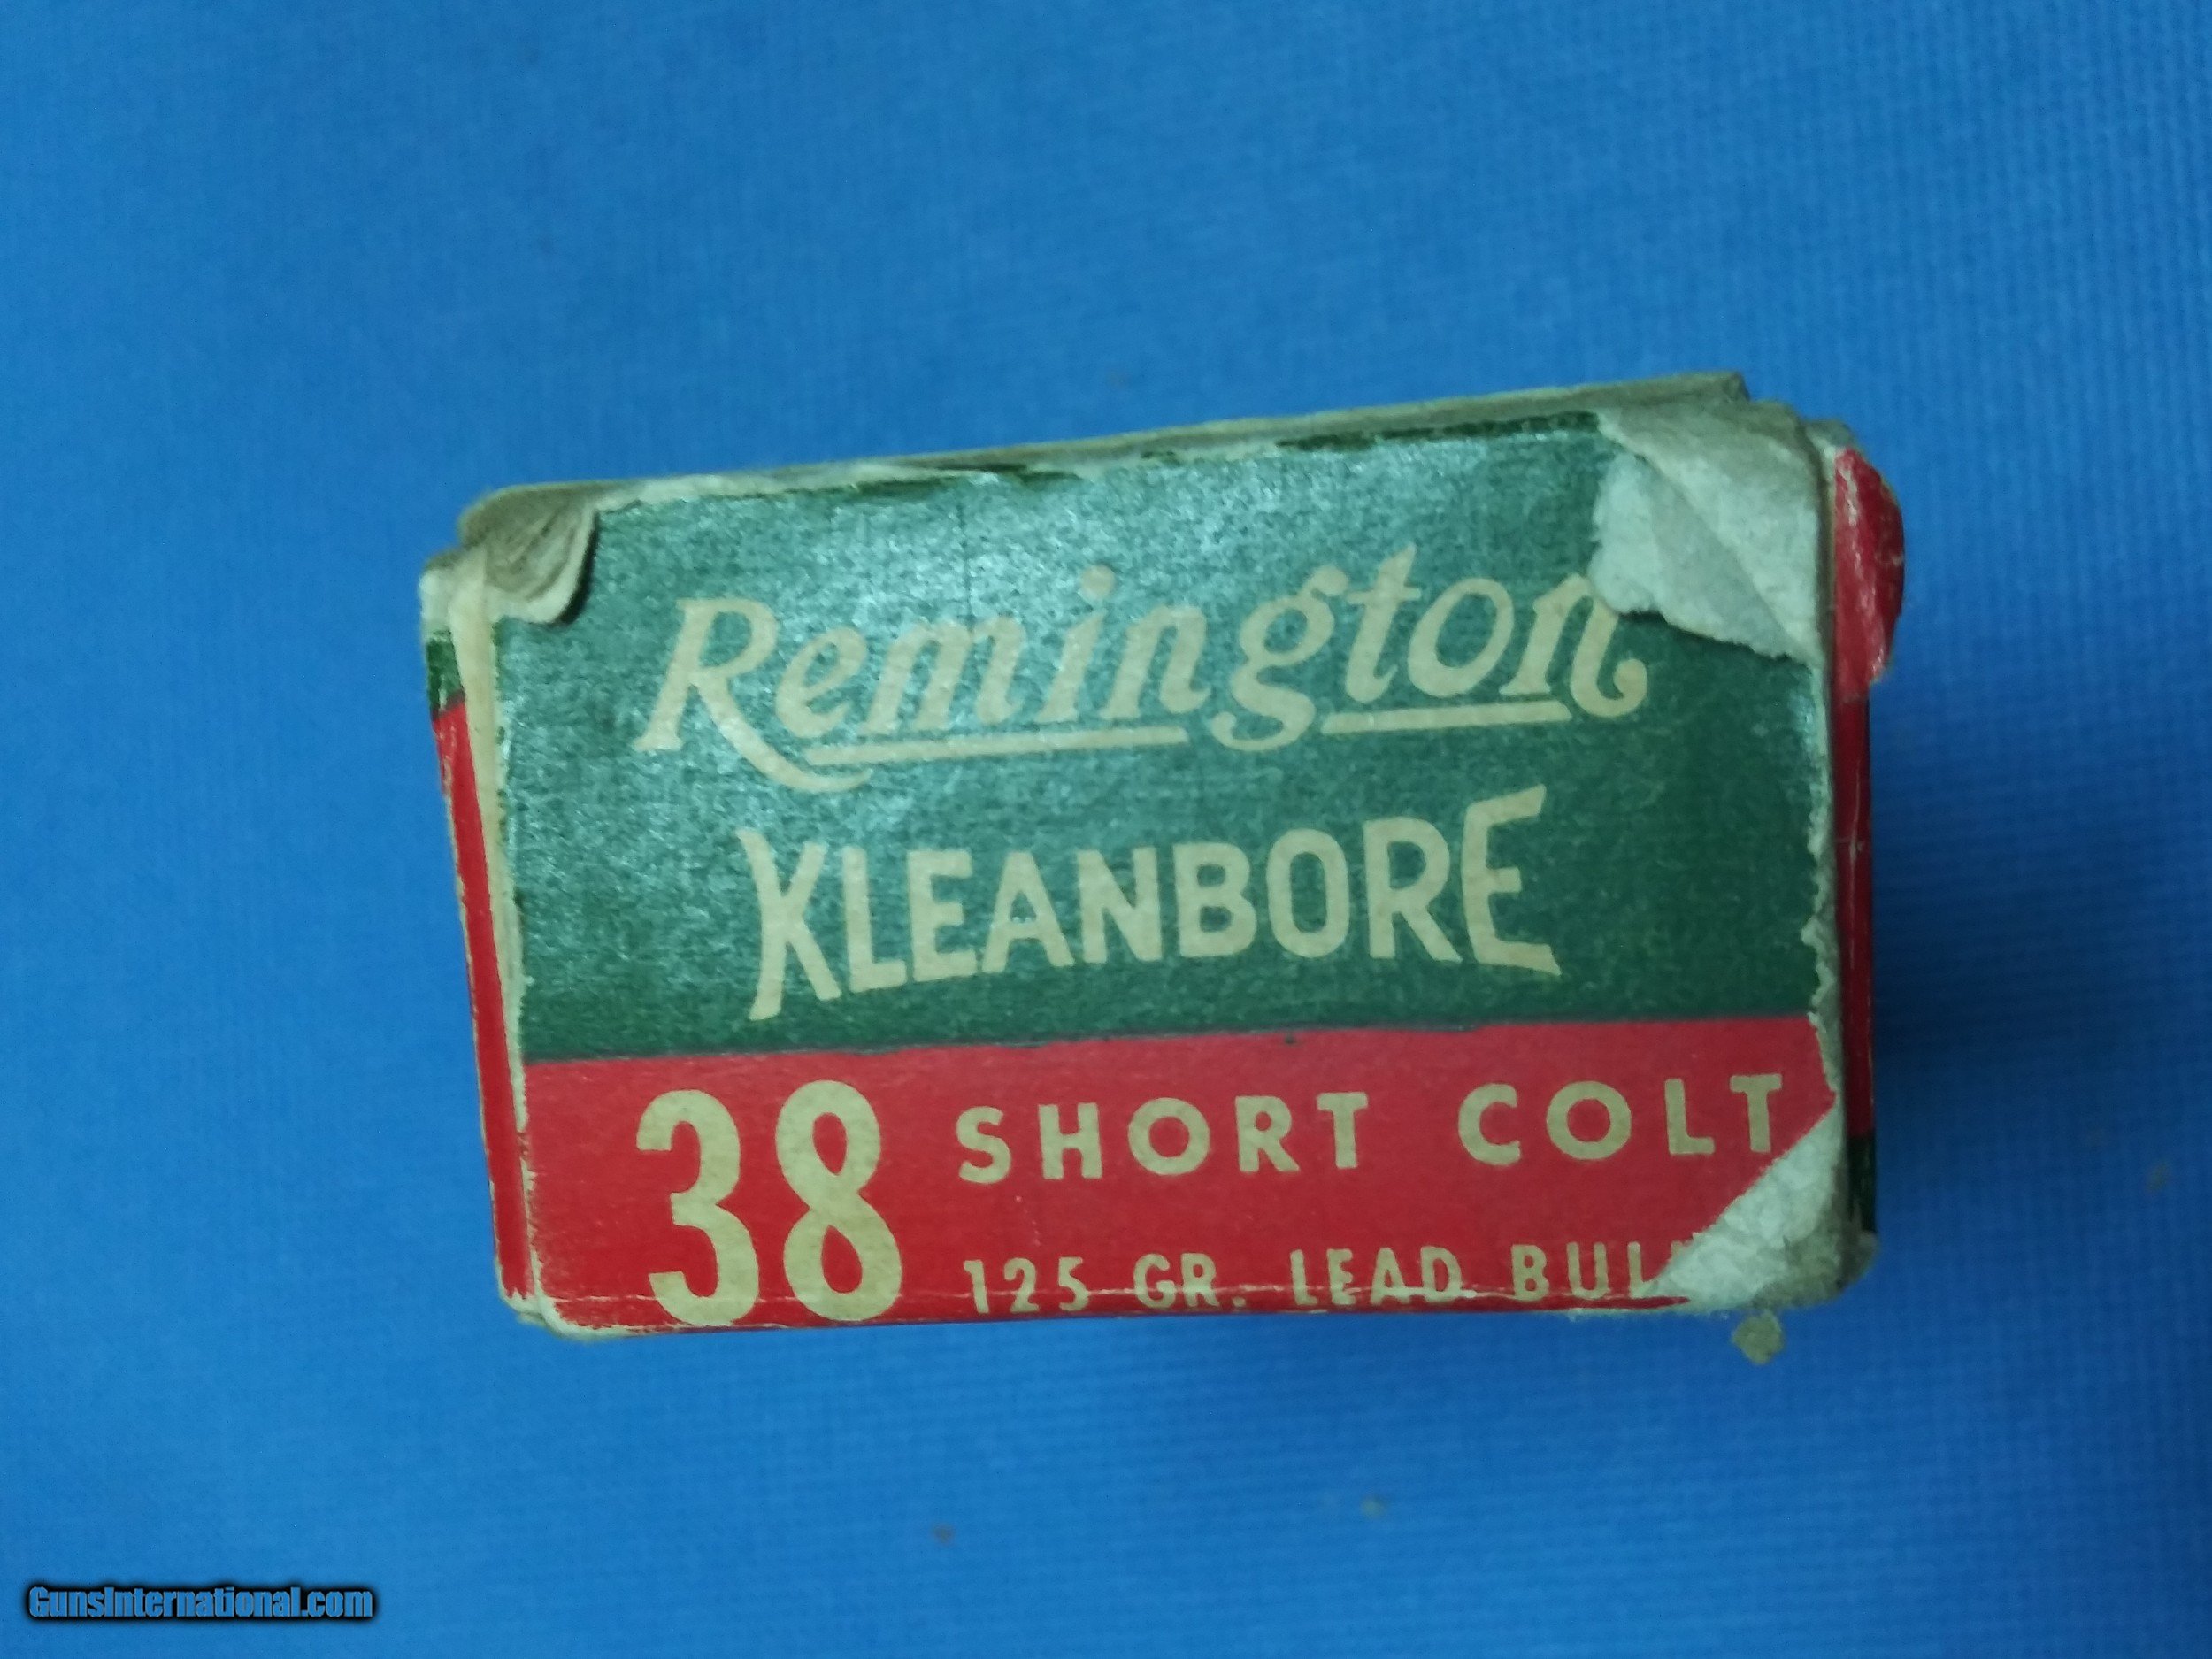 Remington
KLEANBORE
38 SHORT COLT
125 GR. LEAD
GunsInternational.com